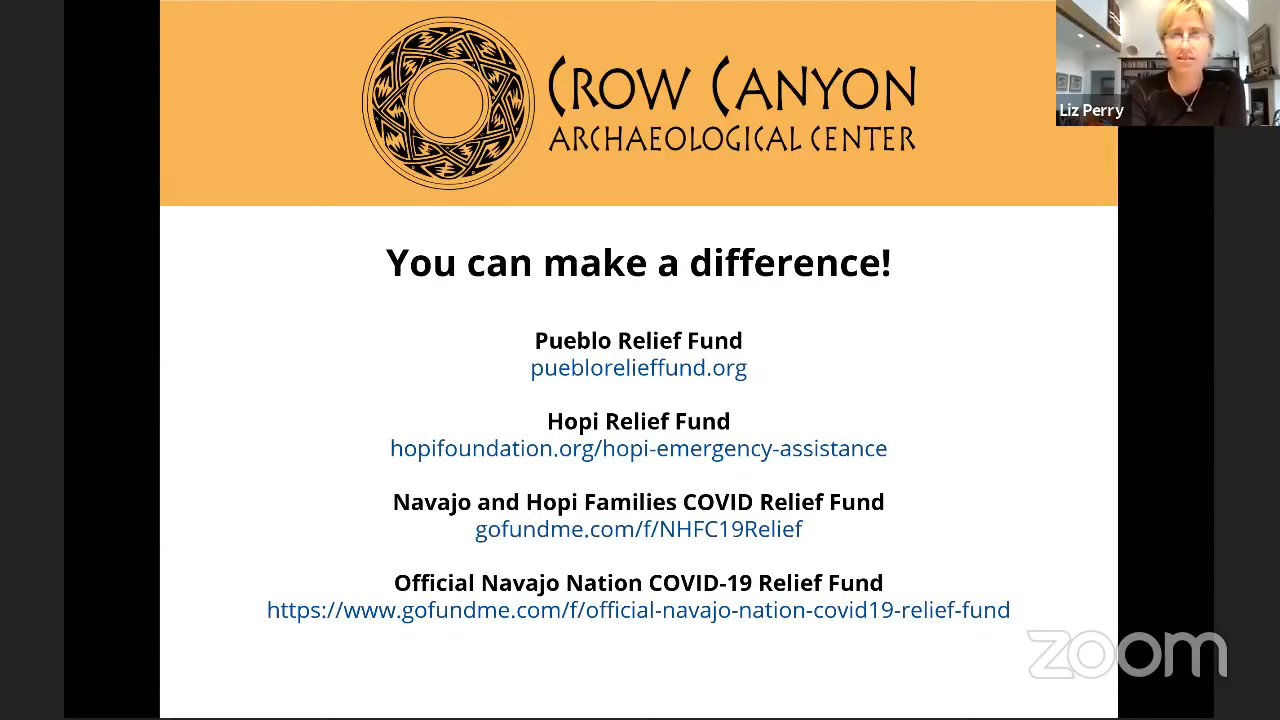 CROW CANYON
ARCHAEOLOGICAL CENTER
Liz Perry
You can make a difference!
Pueblo Relief Fund
pueblorelieffund.org
Hopi Relief Fund
hopifoundation.org/hopi-emergency-assistance
Navajo and Hopi Families COVID Relief Fund
gofundme.com/f/NHFC19Relief
Official Navajo Nation COVID-19 Relief Fund
https://www.gofundme.com/f/official-navajo-nation-covid19-relief-fund
zoom